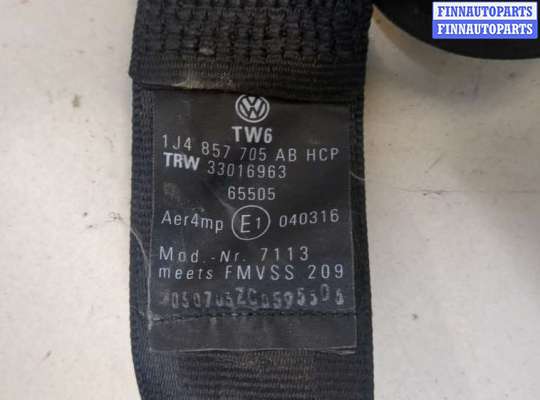 FINNAUTOPARTS
FINNAUTOPARTS
TW6
1J4 857 705 AB HCP
TRW 33016963
65505
Aer4mp E1 040316
Mod.-Nr. 7113
meets FMVSS 209